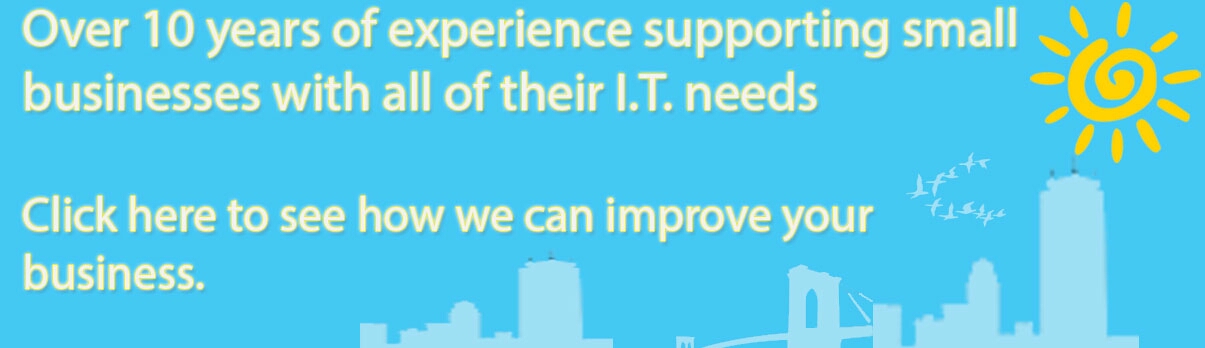 Over 10 years of experience supporting small
businesses with all of their I.T. needs
Click here to see how we can improve your
business.